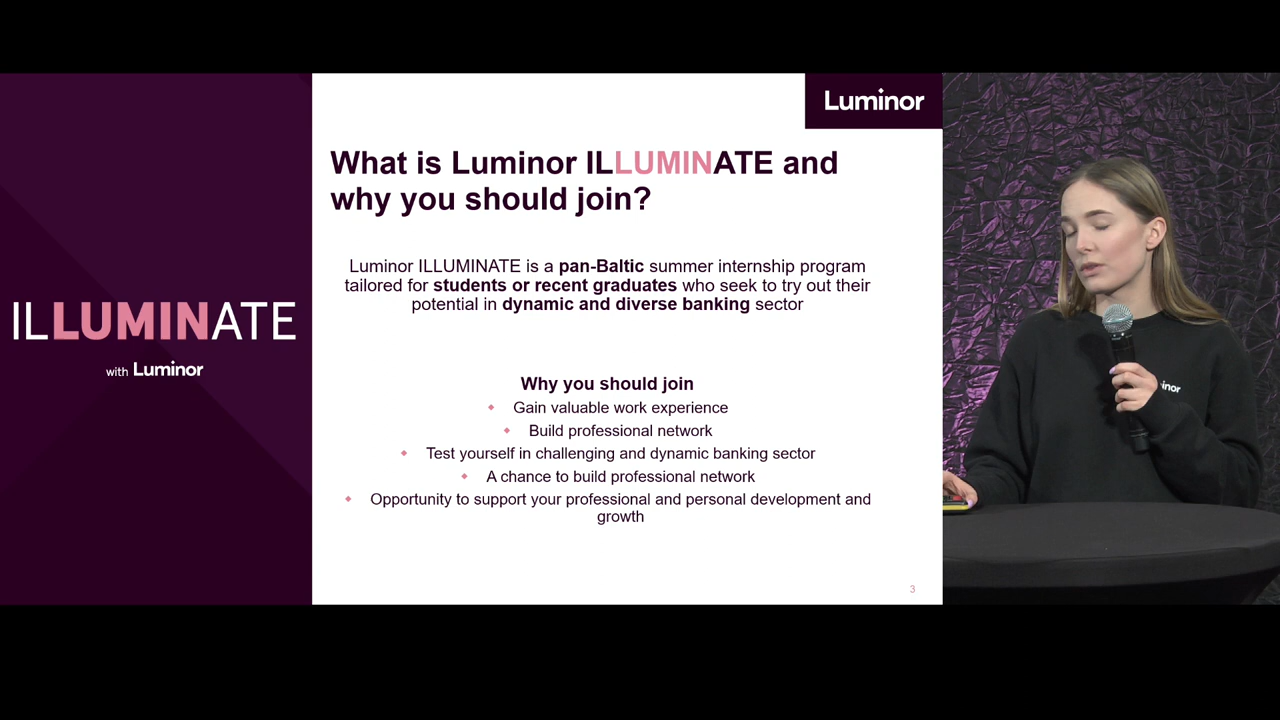 Luminor
What is Luminor ILLUMINATE and
why you should join?
Luminor ILLUMINATE is a pan-Baltic summer internship program
tailored for students or recent graduates who seek to try out their
potential in dynamic and diverse banking sector
ILLUMINATE
with Luminor
Why you should join
Gain valuable work experience
Build professional network
Test yourself in challenging and dynamic banking sector
A chance to build professional network
Opportunity to support your professional and personal development and
growth
3